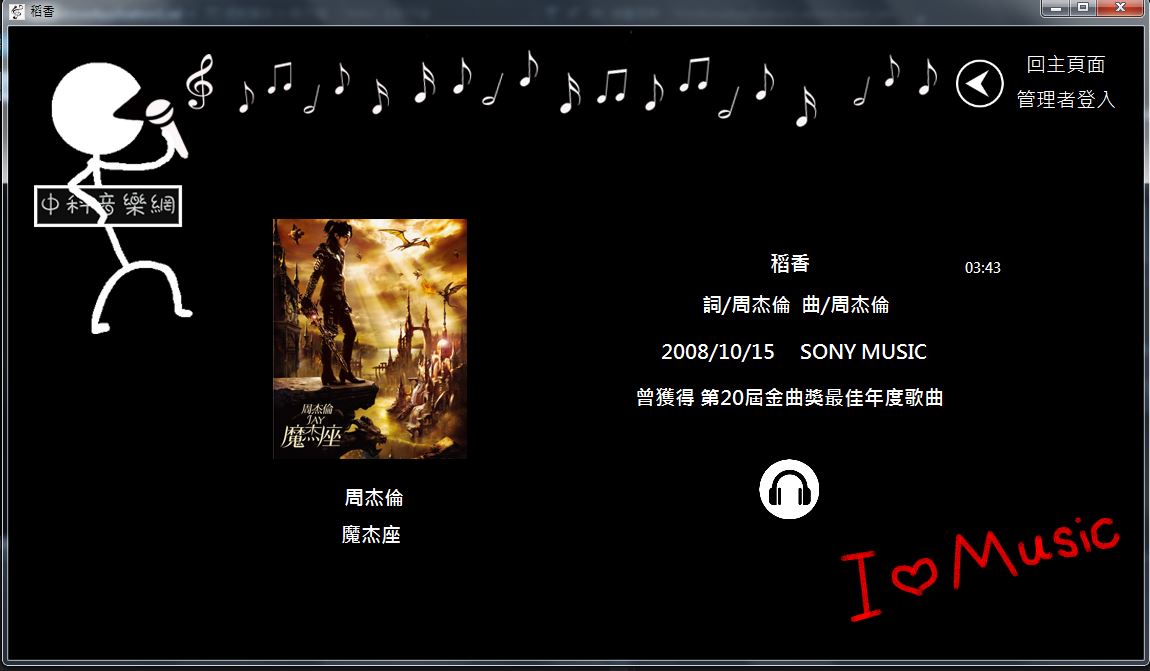 稻香
回主頁面
管理者登入
中科音樂網
稻香
03:43
詞/周杰倫 曲/周杰倫
2008/10/15 SONY MUSIC
曾獲得 第20屆金曲獎最佳年度歌曲
周杰倫
JAY
魔杰座
周杰倫
魔杰座
I ♡ Music